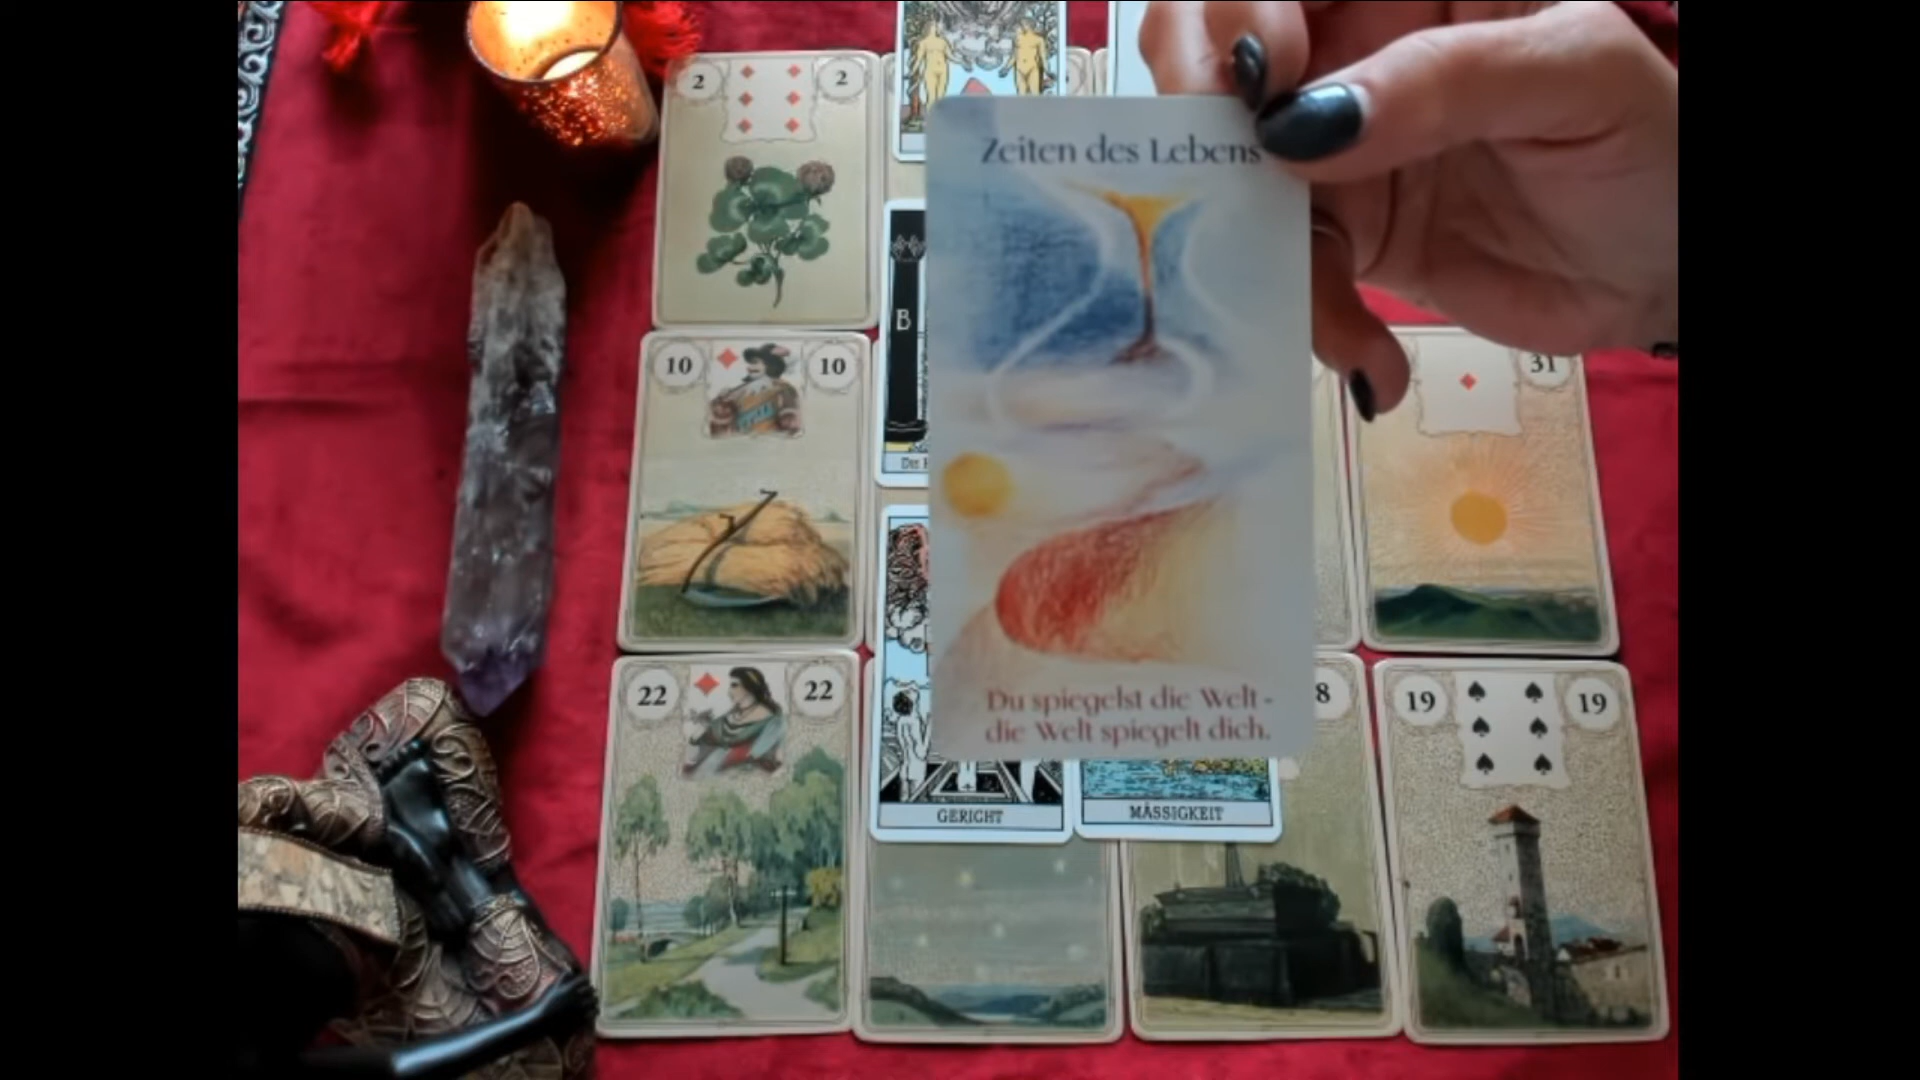 2 2
Zeiten des Lebens
B
10 10
31
Du spiegelst die Welt -
die Welt spiegelt dich.
22 22
8
19 19
GERICHT
MÄSSIGKEIT